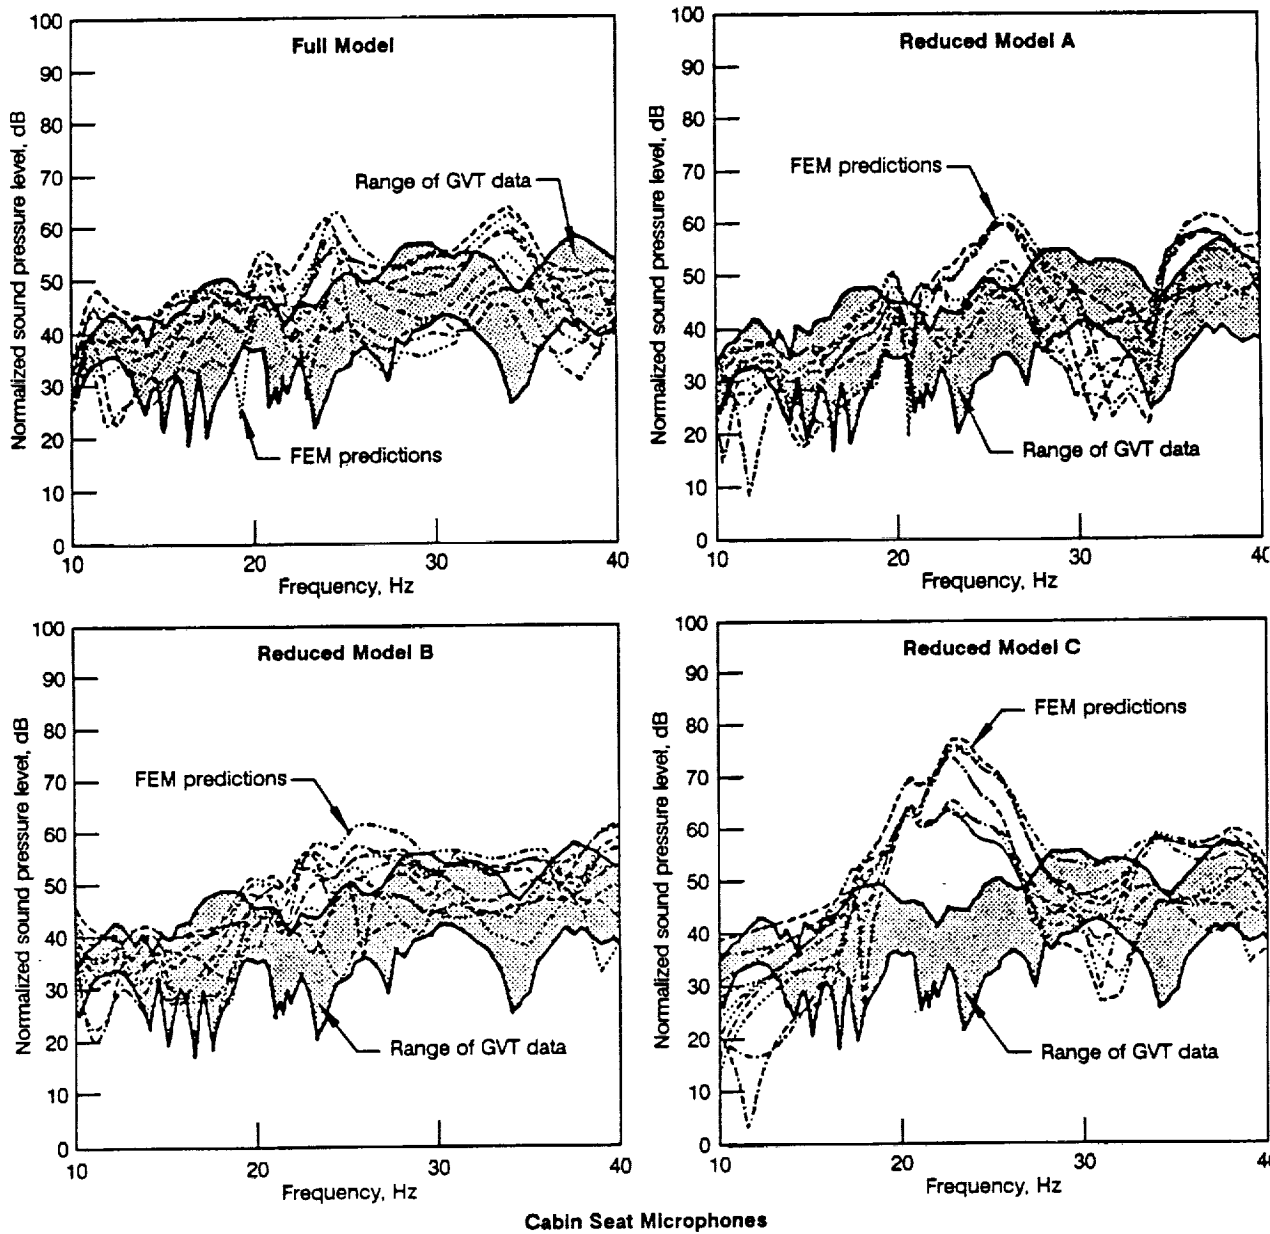 Full Model
Normalized sound pressure level, dB
100
90
80
70
60
50
40
30
20
10
0
Range of GVT data
FEM predictions
10
20
30
40
Frequency, Hz
Reduced Model A
Normalized sound pressure level, dB
100
90
80
70
60
50
40
30
20
10
0
FEM predictions
Range of GVT data
10
20
30
Frequency, Hz
Reduced Model B
Normalized sound pressure level, dB
100
90
80
70
60
50
40
30
20
10
0
FEM predictions
Range of GVT data
10
20
30
40
Frequency, Hz
Reduced Model C
Normalized sound pressure level, dB
100
90
80
70
60
50
40
30
20
10
0
FEM predictions
Range of GVT data
10
20
30
Frequency, Hz
Cabin Seat Microphones